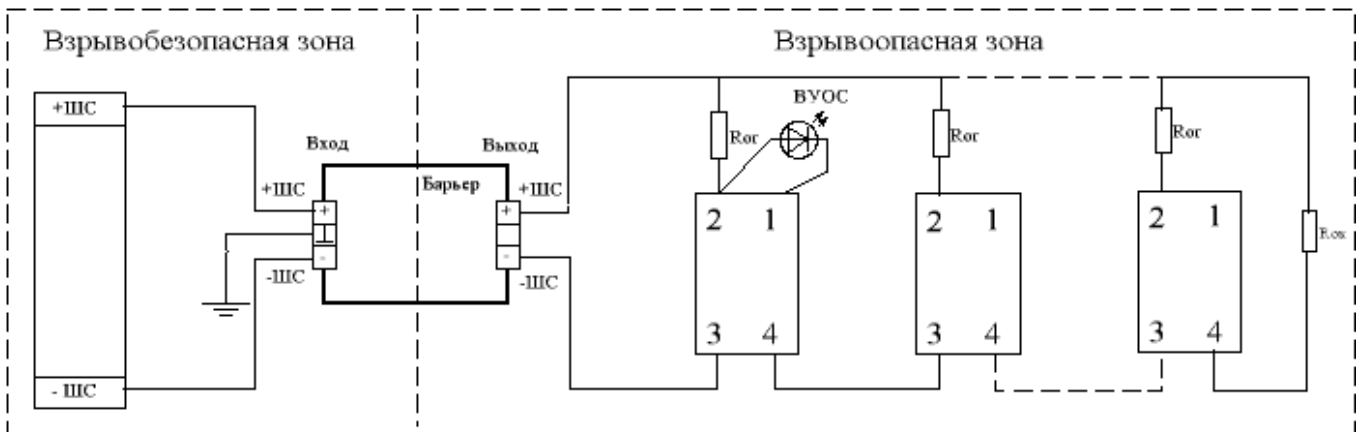 Взрывобезопасная зона
Взрывоопасная зона
+ШС
- ШС
Вход
+ШС
+
-
-ШС
Барьер
Выход
+ШС
+
-
-ШС
Rог
ВУОС
2 1
3 4
Rог
2 1
3 4
Rог
2 1
3 4
Rок